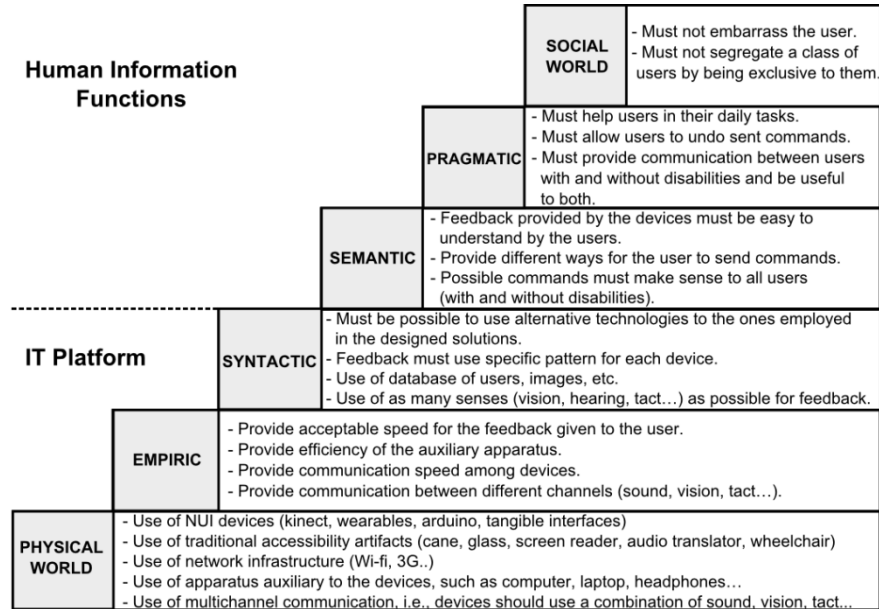 Human Information
Functions
SOCIAL
WORLD
- Must not embarrass the user.
- Must not segregate a class of
users by being exclusive to them.
PRAGMATIC
- Must help users in their daily tasks.
- Must allow users to undo sent commands.
- Must provide communication between users
with and without disabilities and be useful
to both.
SEMANTIC
- Feedback provided by the devices must be easy to
understand by the users.
- Provide different ways for the user to send commands.
- Possible commands must make sense to all users
(with and without disabilities).
IT Platform
SYNTACTIC
- Must be possible to use alternative technologies to the ones employed
in the designed solutions.
- Feedback must use specific pattern for each device.
- Use of database of users, images, etc.
- Use of as many senses (vision, hearing, tact…) as possible for feedback.
EMPIRIC
- Provide acceptable speed for the feedback given to the user.
- Provide efficiency of the auxiliary apparatus.
- Provide communication speed among devices.
- Provide communication between different channels (sound, vision, tact…).
PHYSICAL
WORLD
- Use of NUI devices (kinect, wearables, arduino, tangible interfaces)
- Use of traditional accessibility artifacts (cane, glass, screen reader, audio translator, wheelchair)
- Use of network infrastructure (Wi-fi, 3G..)
- Use of apparatus auxiliary to the devices, such as computer, laptop, headphones…
- Use of multichannel communication, i.e., devices should use a combination of sound, vision, tact...